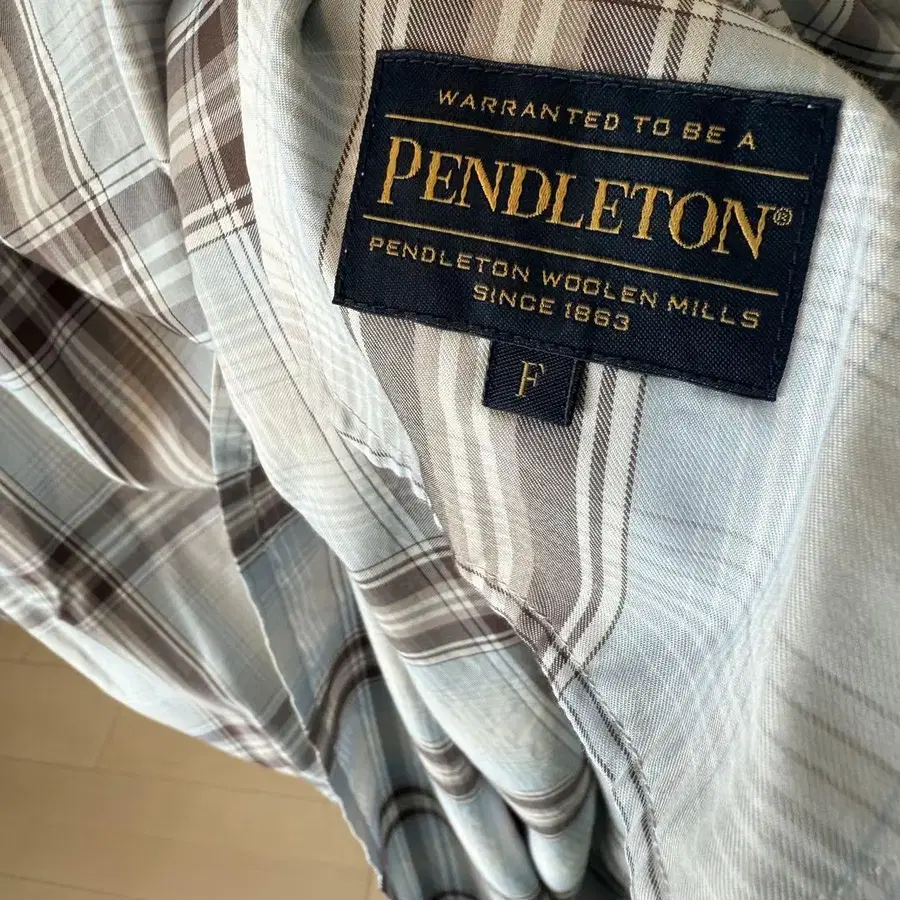 WARRANTED TO BE A
PENDLETON®
PENDLETON WOOLEN MILLS
SINCE 1863
F